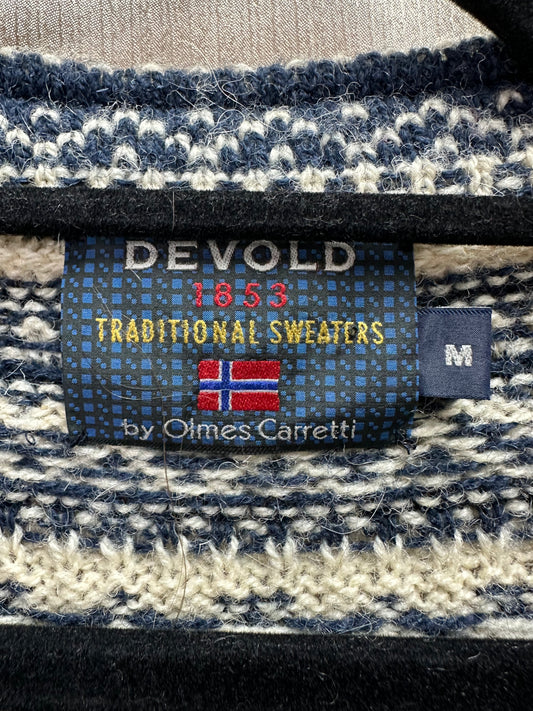 DEVOLD
1853
TRADITIONAL SWEATERS
M
by Olmes Carretti